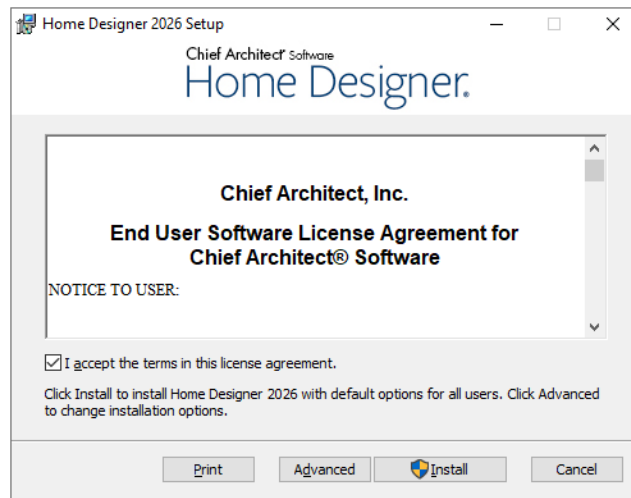 Home Designer 2026 Setup
Chief Architect® Software
Home Designer®
Chief Architect, Inc.
End User Software License Agreement for
Chief Architect® Software
NOTICE TO USER:
I accept the terms in this license agreement.
Click Install to install Home Designer 2026 with default options for all users. Click Advanced
to change installation options.
Print Advanced Install Cancel